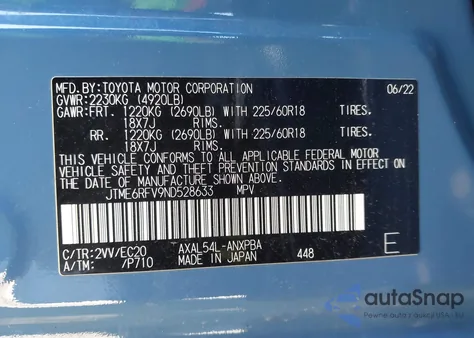 MFD.BY:TOYOTA MOTOR CORPORATION 06/22
GVWR:2230KG (4920LB)
GAWR:FRT. 1220KG (2690LB) WITH 225/60R18 TIRES.
18X7J RIMS.
RR. 1220KG (2690LB) WITH 225/60R18 TIRES.
18X7J RIMS.
THIS VEHICLE CONFORMS TO ALL APPLICABLE FEDERAL MOTOR
VEHICLE SAFETY AND THEFT PREVENTION STANDARDS IN EFFECT ON
THE DATE OF MANUFACTURE SHOWN ABOVE.
JTME6RFV9ND528633 MPV
C/TR:2VV/EC20 AXAL54L-ANXPBA
A/TM: /P710 MADE IN JAPAN 448 E
autoSnap